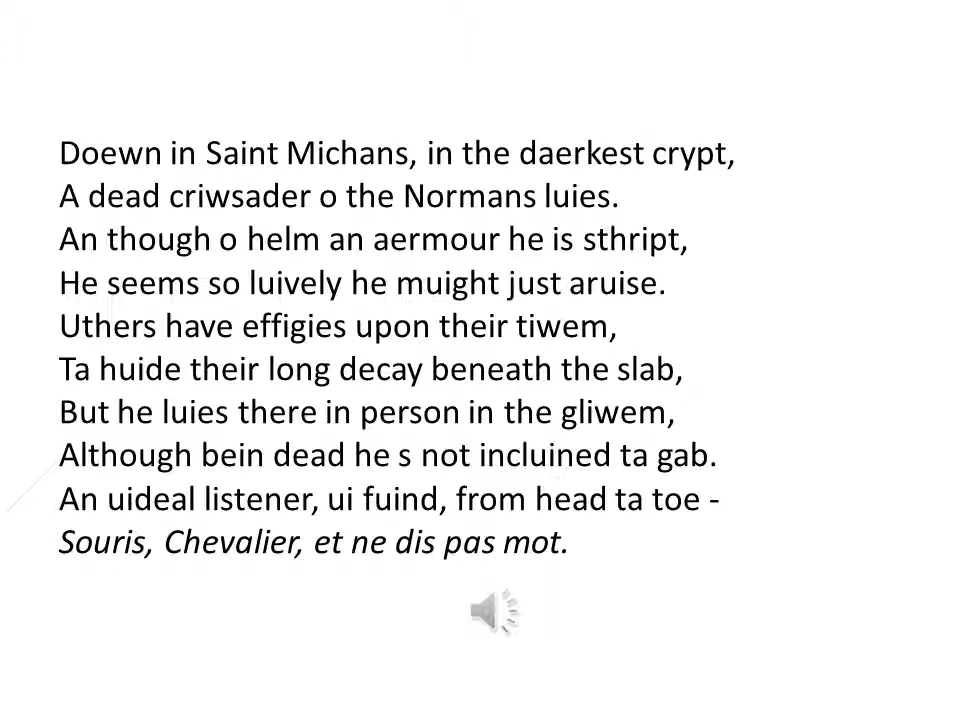 Doewn in Saint Michans, in the daerkest crypt,
A dead criwsader o the Normans luies.
An though o helm an aermour he is sthript,
He seems so luively he muight just aruise.
Uthers have effigies upon their tiwem,
Ta huide their long decay beneath the slab,
But he luies there in person in the gliwem,
Although bein dead he s not incluined ta gab.
An uideal listener, ui fuind, from head ta toe -
Souris, Chevalier, et ne dis pas mot.